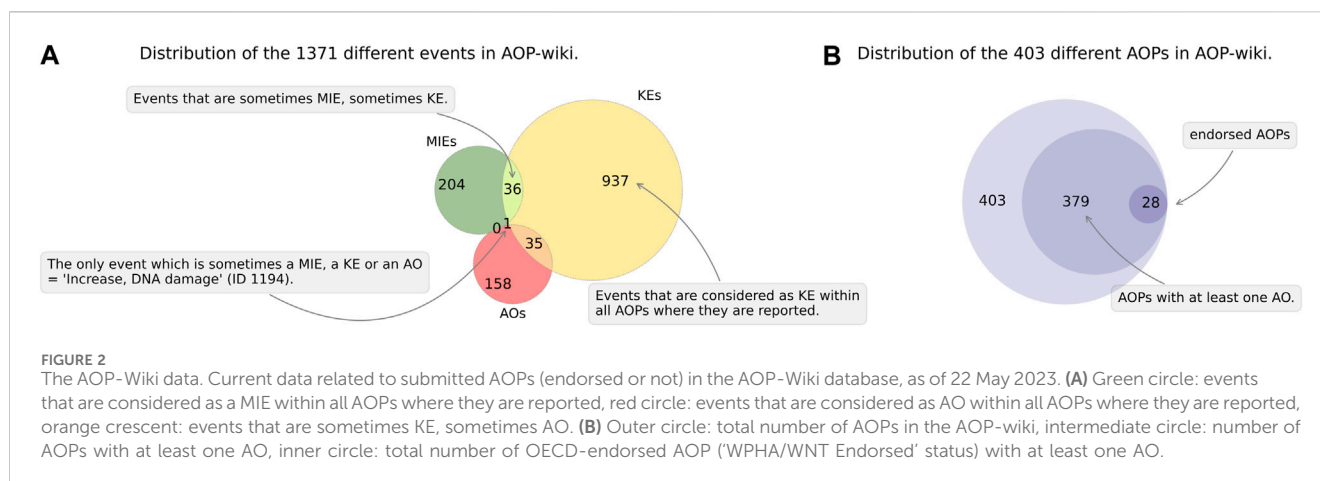 A
Distribution of the 1371 different events in AOP-wiki.
Events that are sometimes MIE, sometimes KE.
KEs
MIEs
204
36
937
0
1
35
The only event which is sometimes a MIE, a KE or an AO
= 'Increase, DNA damage' (ID 1194).
158
AOs
Events that are considered as KE within
all AOPs where they are reported.
B
Distribution of the 403 different AOPs in AOP-wiki.
endorsed AOPs
403
379
28
AOPs with at least one AO.
FIGURE 2
The AOP-Wiki data. Current data related to submitted AOPs (endorsed or not) in the AOP-Wiki database, as of 22 May 2023. (A) Green circle: events
that are considered as a MIE within all AOPs where they are reported, red circle: events that are considered as AO within all AOPs where they are reported,
orange crescent: events that are sometimes KE, sometimes AO. (B) Outer circle: total number of AOPs in the AOP-wiki, intermediate circle: number of
AOPs with at least one AO, inner circle: total number of OECD-endorsed AOP ('WPHA/WNT Endorsed' status) with at least one AO.